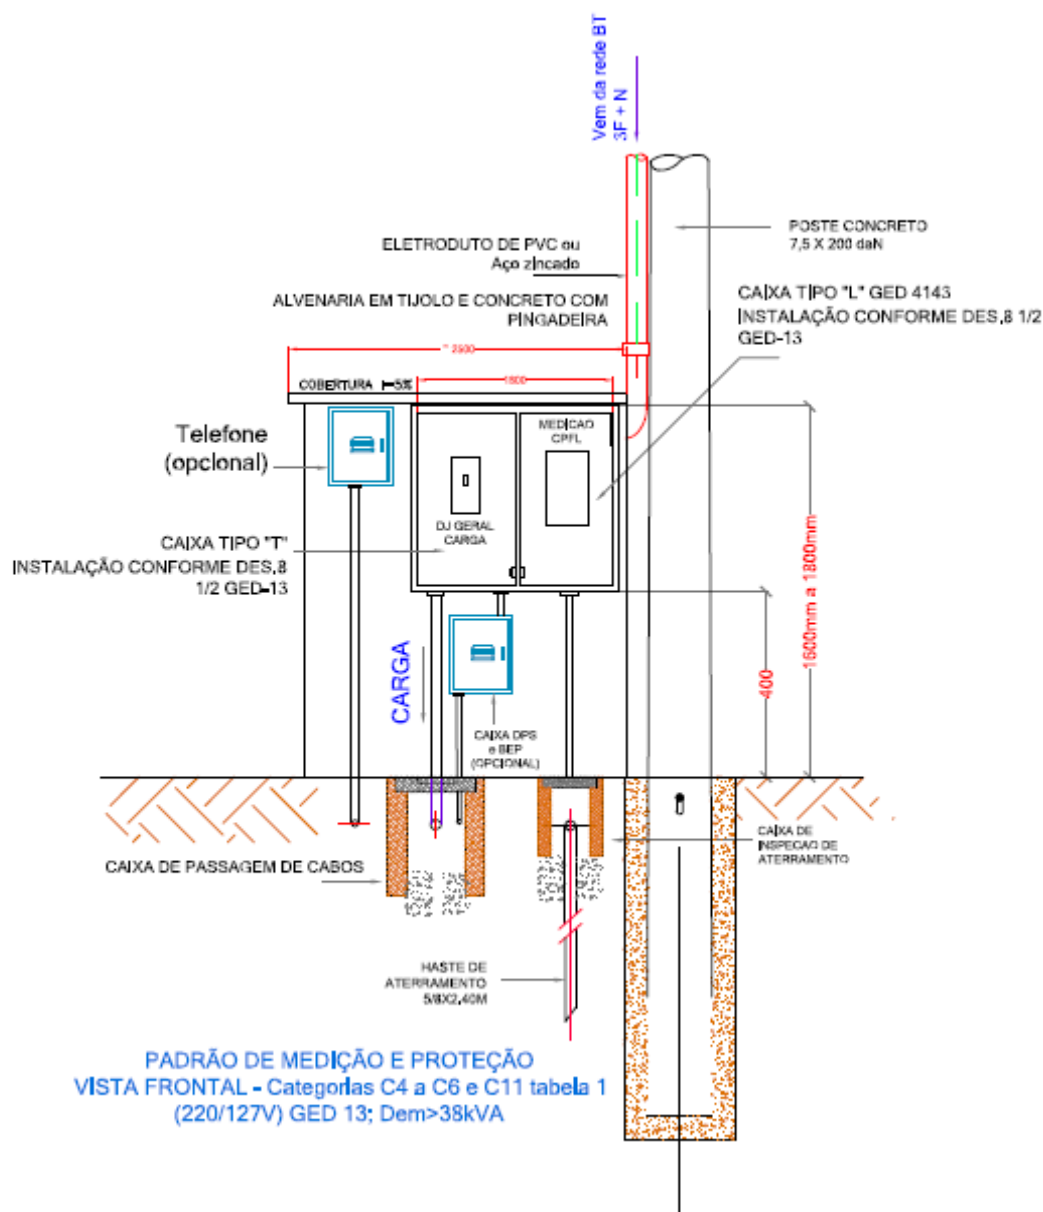 Vem da rede BT
3F + N
POSTE CONCRETO
7,5 X 200 daN
ELETRODUTO DE PVC ou
Aço zincado
CAIXA TIPO "L" GED 4143
INSTALAÇÃO CONFORME DES.8 1/2
GED-13
ALVENARIA EM TIJOLO E CONCRETO COM
PINGADEIRA
~ 2500
COBERTURA I=5%
1800
Telefone
(opcional)
MEDICAO
CPFL
DJ GERAL
CARGA
CAIXA TIPO "T"
INSTALAÇÃO CONFORME DES.8
1/2 GED-13
1600mm a 1800mm
400
CARGA
CAIXA DPS
e BEP
(OPCIONAL)
CAIXA DE
INSPECAO DE
ATERRAMENTO
CAIXA DE PASSAGEM DE CABOS
HASTE DE
ATERRAMENTO
5/8X2,40M
PADRÃO DE MEDIÇÃO E PROTEÇÃO
VISTA FRONTAL - Categorias C4 a C6 e C11 tabela 1
(220/127V) GED 13; Dem>38kVA